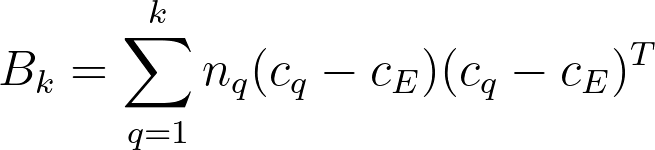 B_k = \sum_{q=1}^{k} n_q (c_q - c_E)(c_q - c_E)^T